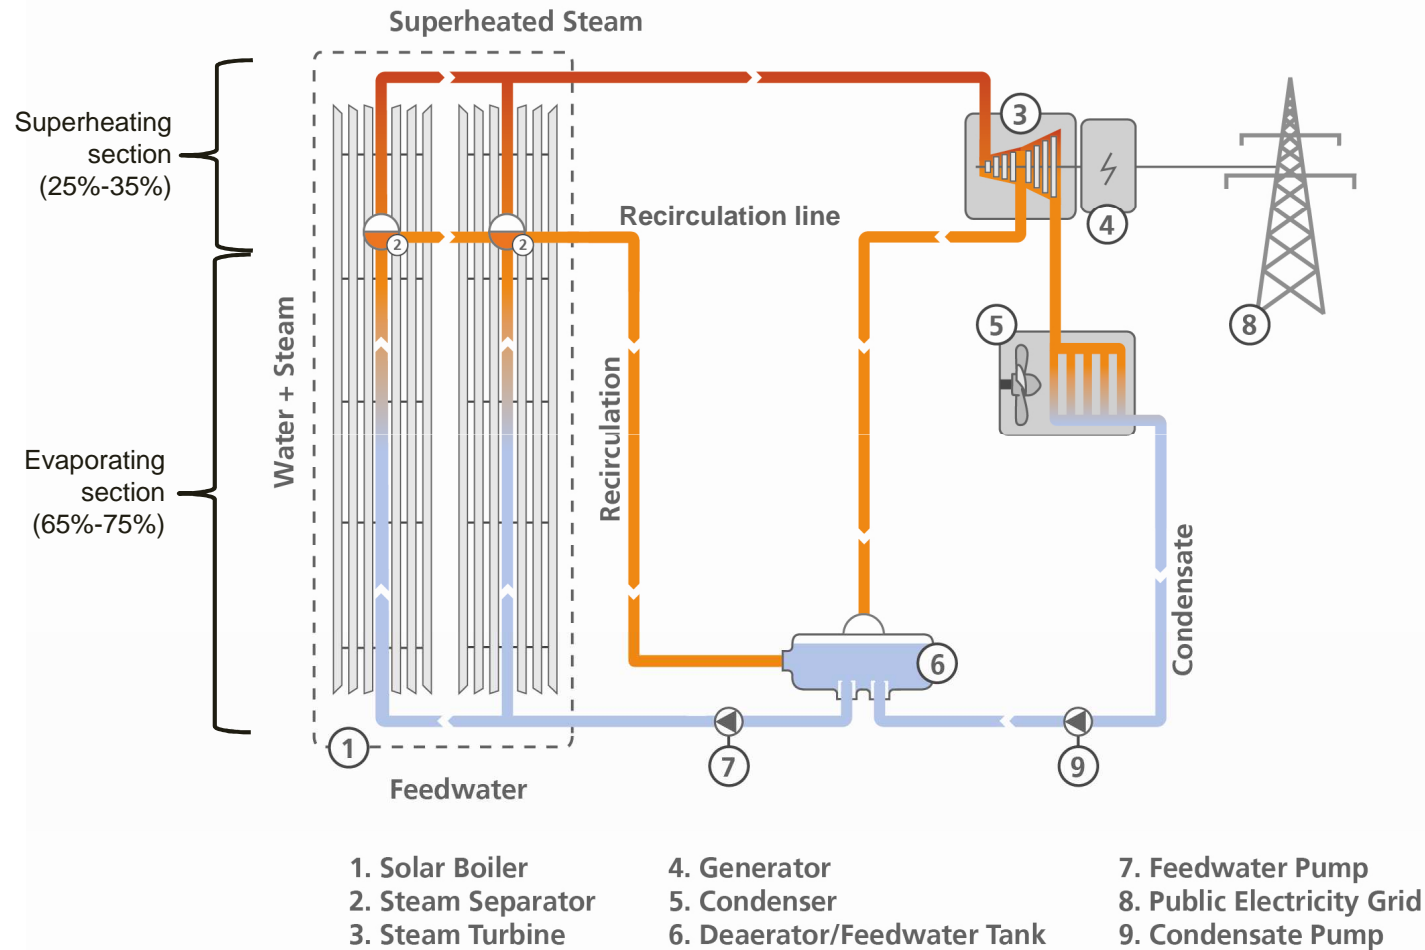 Superheated Steam
Superheating
section
(25%-35%)
3
4
2
2
Recirculation line
5
8
Water + Steam
Recirculation
Evaporating
section
(65%-75%)
Condensate
6
1
7
9
Feedwater
1. Solar Boiler
2. Steam Separator
3. Steam Turbine
4. Generator
5. Condenser
6. Deaerator/Feedwater Tank
7. Feedwater Pump
8. Public Electricity Grid
9. Condensate Pump